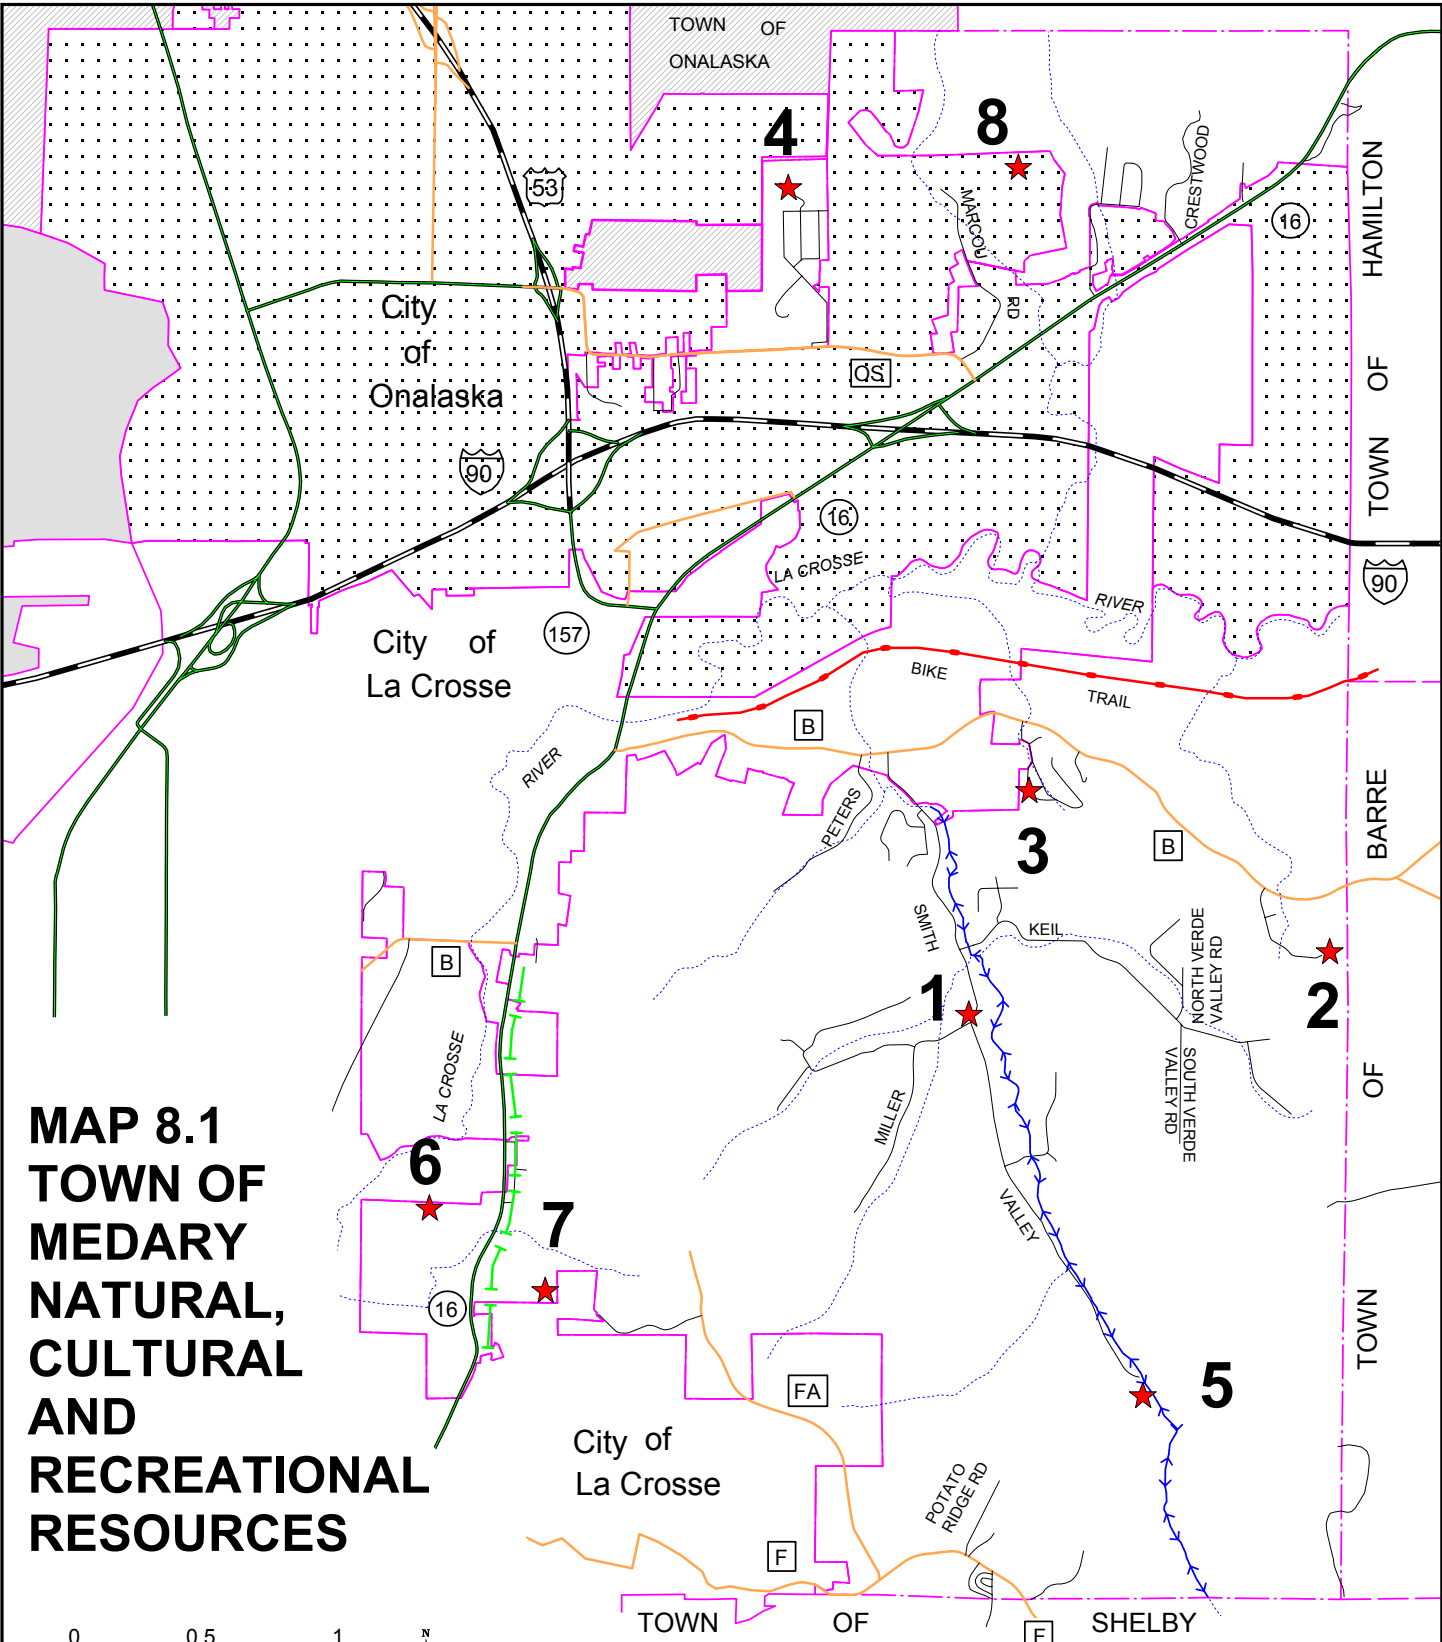 TOWN OF
ONALASKA
4
8
53
MARCOU
RD
CRESTWOOD
16
HAMILTON
OF
TOWN
City
of
Onalaska
OS
90
16
LA CROSSE
RIVER
90
157
City of
La Crosse
BIKE
TRAIL
B
RIVER
PETERS
3
B
BARRE
OF
TOWN
SMITH
KEIL
NORTH VERDE
VALLEY RD
SOUTH VERDE
VALLEY RD
2
1
B
LA CROSSE
MILLER
VALLEY
6
7
16
5
MAP 8.1
TOWN OF
MEDARY
NATURAL,
CULTURAL
AND
RECREATIONAL
RESOURCES
FA
City of
La Crosse
POTATO
RIDGE RD
F
F
TOWN OF SHELBY
0 0.5 1
N